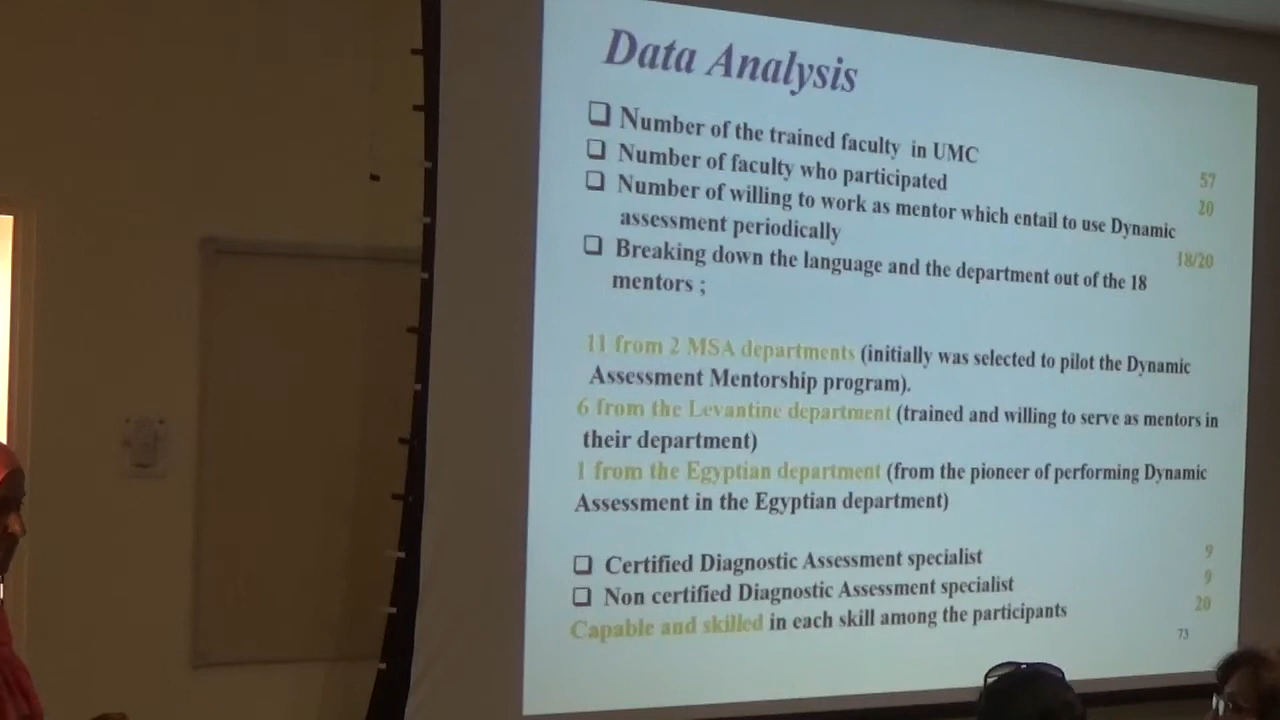 Data Analysis
❑ Number of the trained faculty in UMC 57
❑ Number of faculty who participated 20
❑ Number of willing to work as mentor which entail to use Dynamic
assessment periodically 18/20
❑ Breaking down the language and the department out of the 18
mentors ;
11 from 2 MSA departments (initially was selected to pilot the Dynamic
Assessment Mentorship program).
6 from the Levantine department (trained and willing to serve as mentors in
their department)
1 from the Egyptian department (from the pioneer of performing Dynamic
Assessment in the Egyptian department)
❑ Certified Diagnostic Assessment specialist 9
❑ Non certified Diagnostic Assessment specialist 9
Capable and skilled in each skill among the participants 20
73